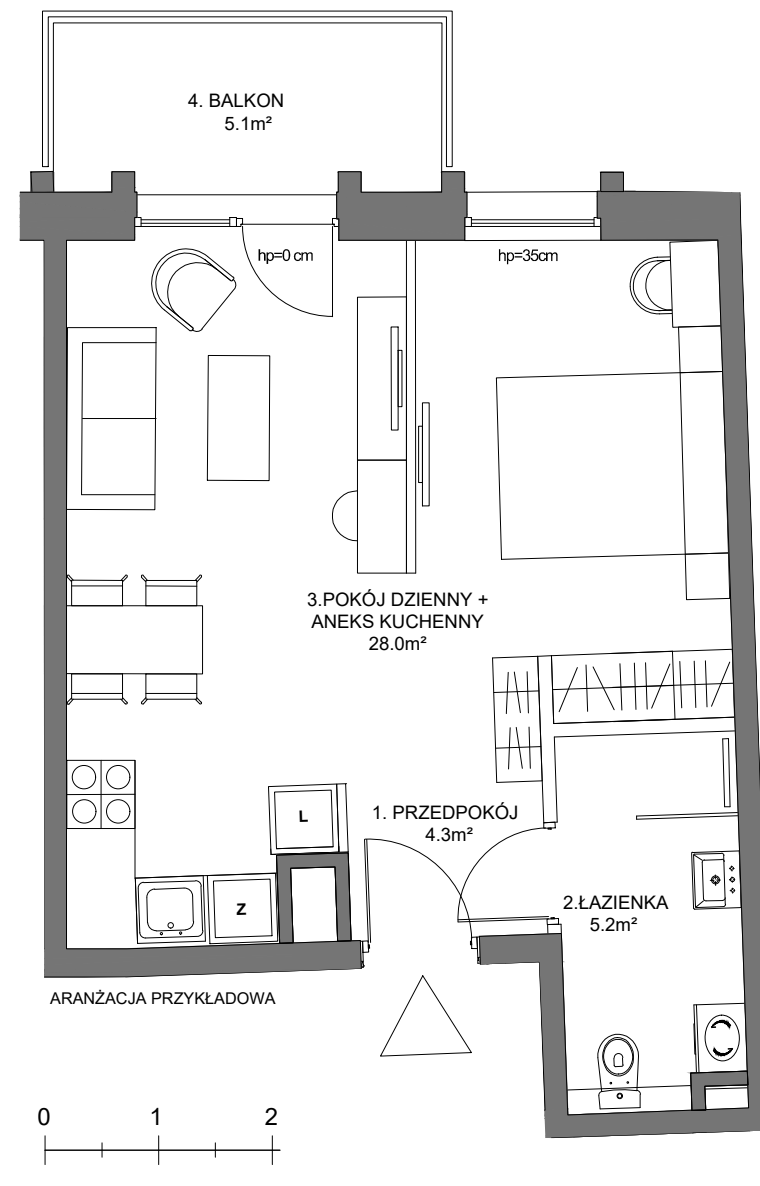 4. BALKON
5.1m²
hp=0 cm
hp=35cm
3.POKÓJ DZIENNY +
ANEKS KUCHENNY
28.0m²
L
1. PRZEDPOKÓJ
4.3m²
Z
2.ŁAZIENKA
5.2m²
ARANŻACJA PRZYKŁADOWA
0 1 2